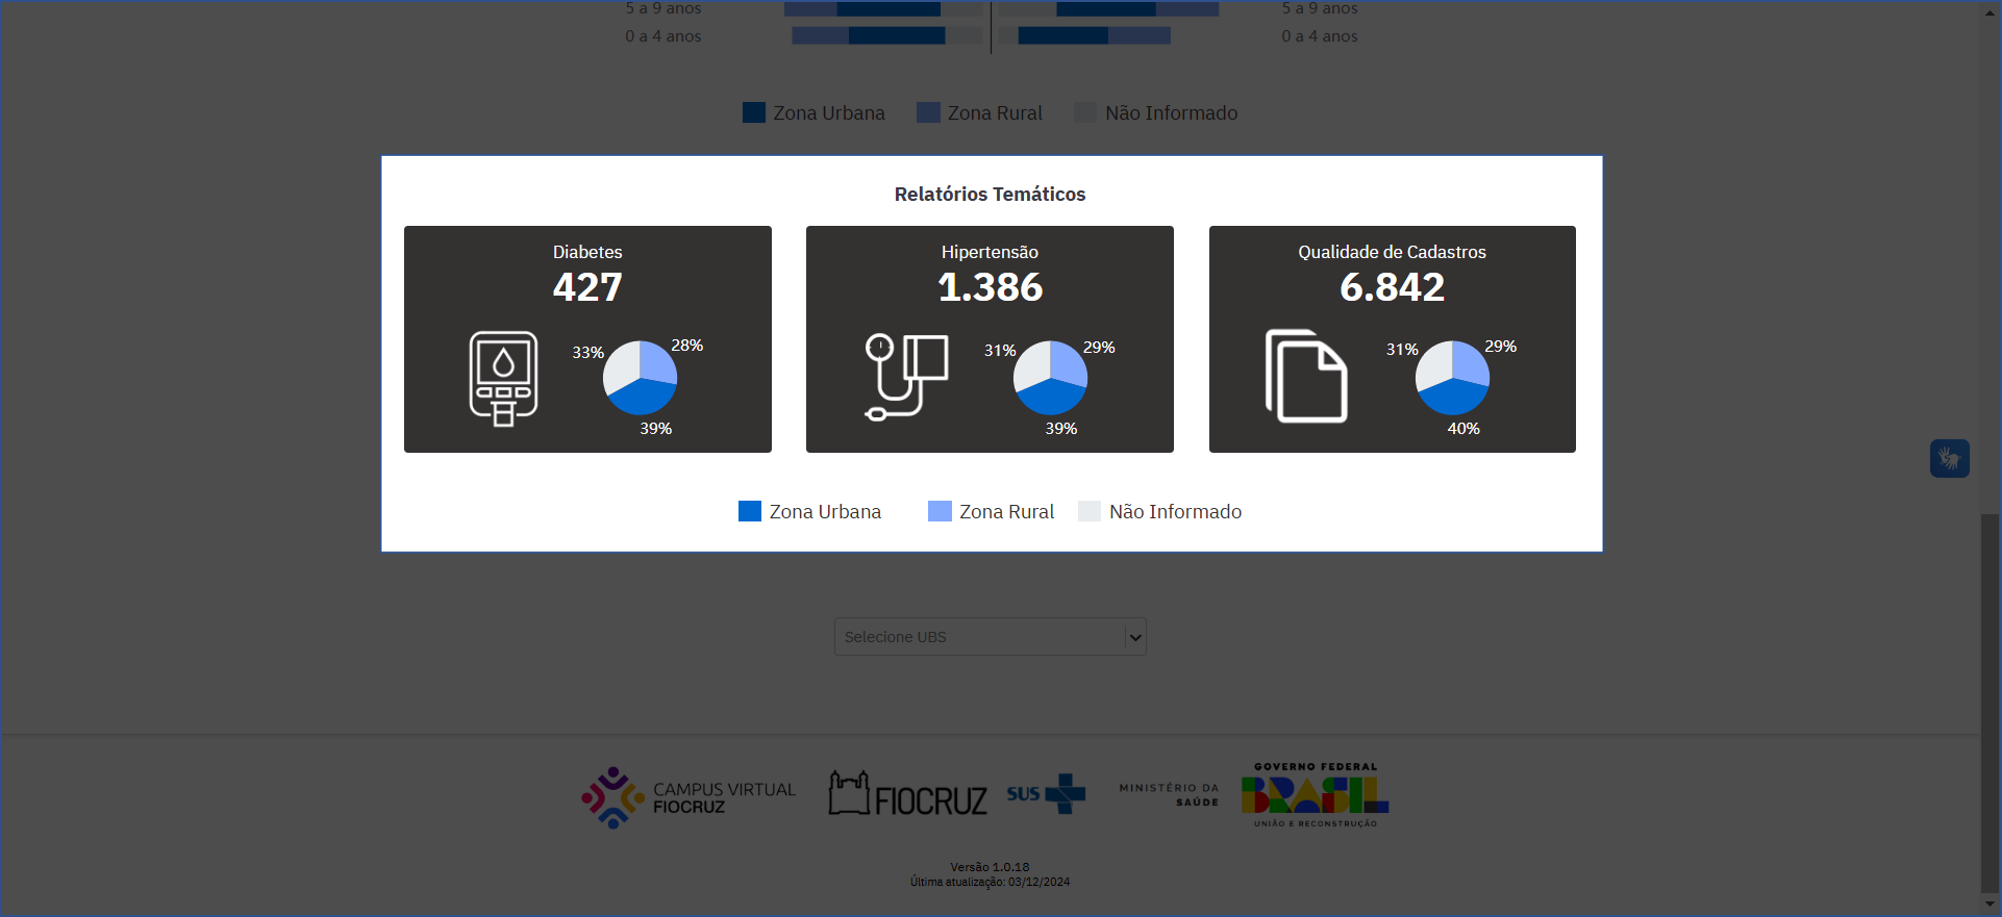 5 a 9 anos
5 a 9 anos
0 a 4 anos
0 a 4 anos
Zona Urbana
Zona Rural
Não Informado
Relatórios Temáticos
Diabetes
427
33%
28%
39%
Hipertensão
1.386
31%
29%
39%
Qualidade de Cadastros
6.842
31%
29%
40%
Zona Urbana
Zona Rural
Não Informado
Selecione UBS
CAMPUS VIRTUAL
FIOCRUZ
FIOCRUZ
SUS
MINISTÉRIO DA
SAÚDE
GOVERNO FEDERAL
BRASIL
UNIÃO E RECONSTRUÇÃO
Versão 1.0.18
Última atualização: 03/12/2024